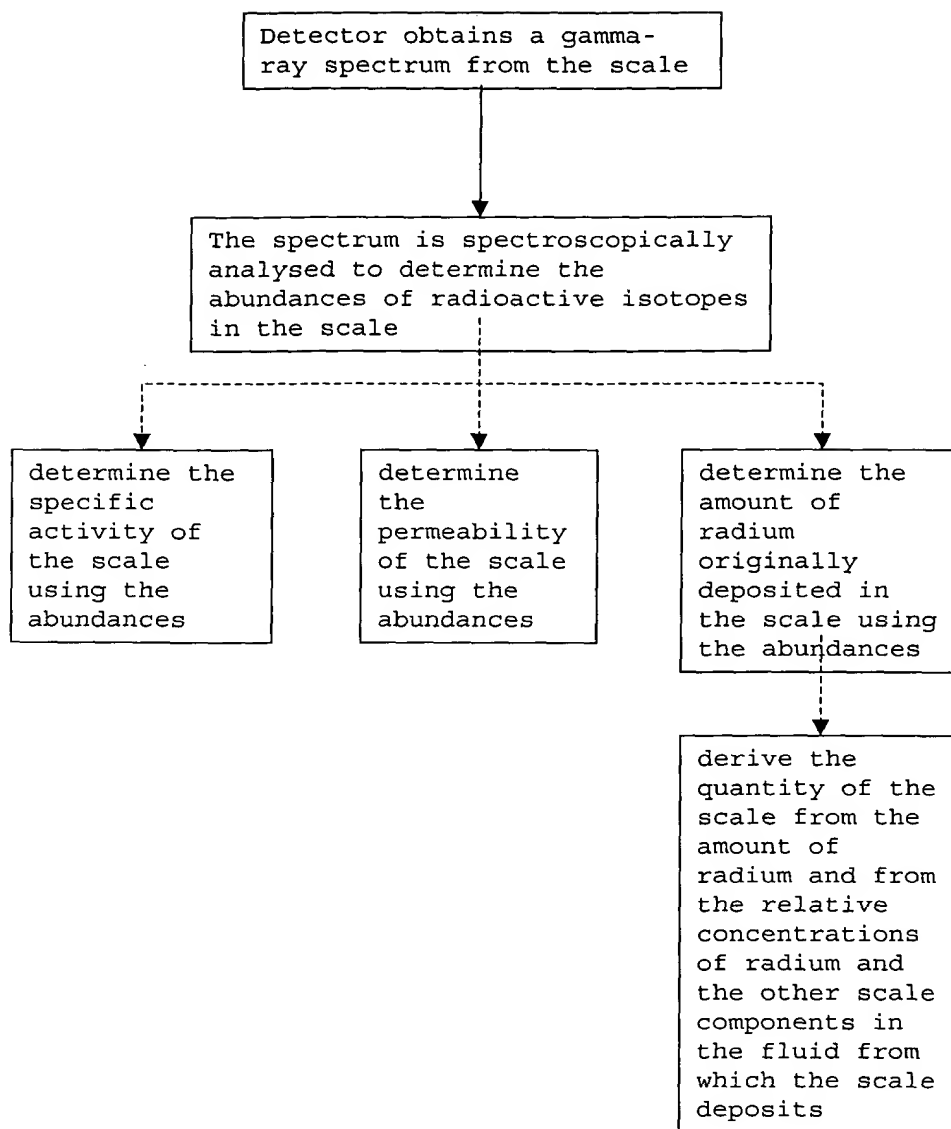 Detector obtains a gamma-
ray spectrum from the scale
The spectrum is spectroscopically
analysed to determine the
abundances of radioactive isotopes
in the scale
determine the
specific
activity of
the scale
using the
abundances
determine
the
permeability
of the scale
using the
abundances
determine the
amount of
radium
originally
deposited in
the scale using
the abundances
derive the
quantity of the
scale from the
amount of
radium and from
the relative
concentrations
of radium and
the other scale
components in
the fluid from
which the scale
deposits